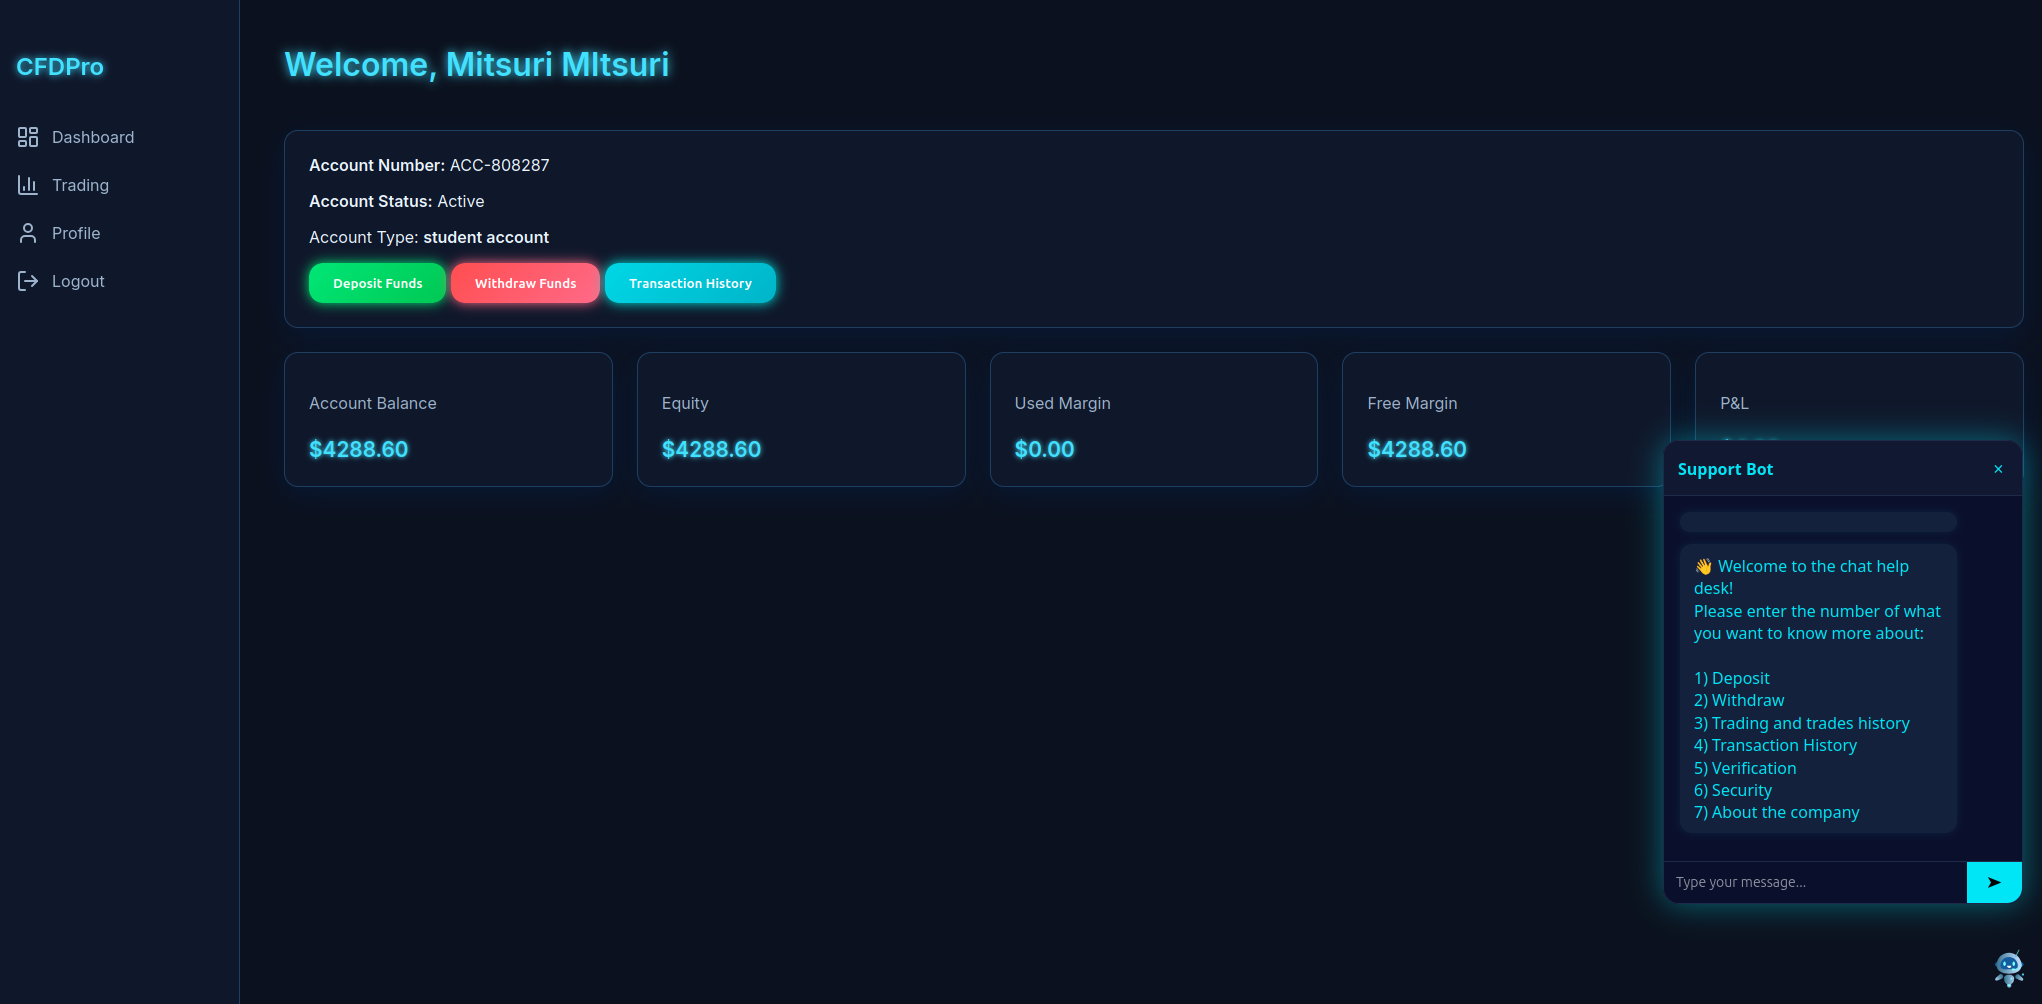 CFDPro
Dashboard
Trading
Profile
Logout
Welcome, Mitsuri MItsuri
Account Number: ACC-808287
Account Status: Active
Account Type: student account
Deposit Funds
Withdraw Funds
Transaction History
Account Balance
$4288.60
Equity
$4288.60
Used Margin
$0.00
Free Margin
$4288.60
P&L
Support Bot
×
👋 Welcome to the chat help
desk!
Please enter the number of what
you want to know more about:
1) Deposit
2) Withdraw
3) Trading and trades history
4) Transaction History
5) Verification
6) Security
7) About the company
Type your message...
➤